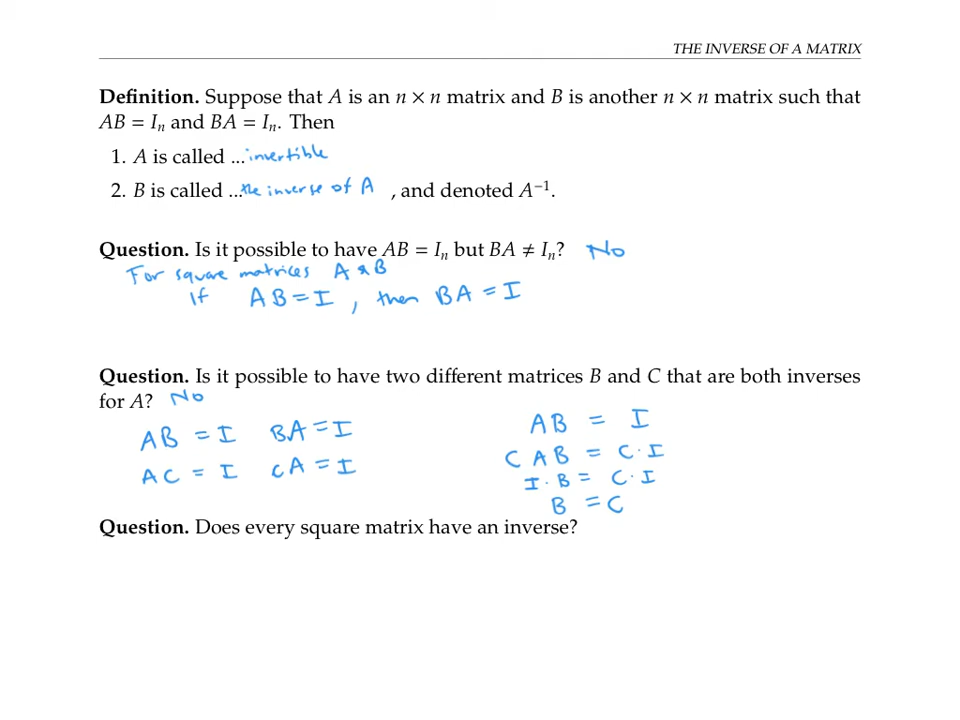 THE INVERSE OF A MATRIX
Definition. Suppose that A is an n × n matrix and B is another n × n matrix such that
AB = Iₙ and BA = Iₙ. Then
1. A is called ... invertible
2. B is called ... the inverse of A , and denoted A⁻¹.
Question. Is it possible to have AB = Iₙ but BA ≠ Iₙ? No
For square matrices A & B
If AB = I , then BA = I
Question. Is it possible to have two different matrices B and C that are both inverses
for A? No
AB = I BA = I
AC = I CA = I
AB = I
CAB = C·I
I·B = C·I
B = C
Question. Does every square matrix have an inverse?